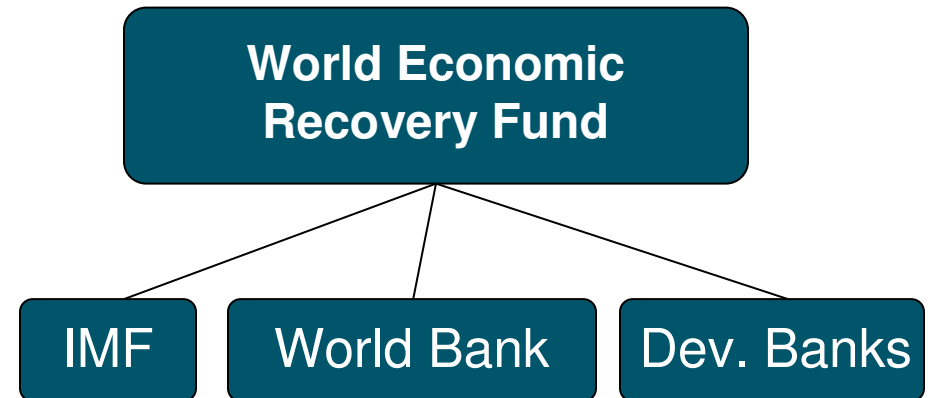 World Economic
Recovery Fund
IMF
World Bank
Dev. Banks